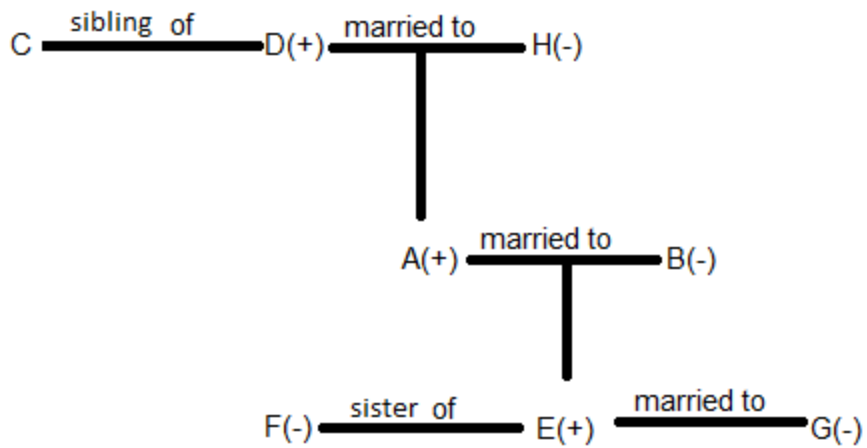 C sibling of D(+) married to H(-)
A(+) married to B(-)
F(-) sister of E(+) married to G(-)